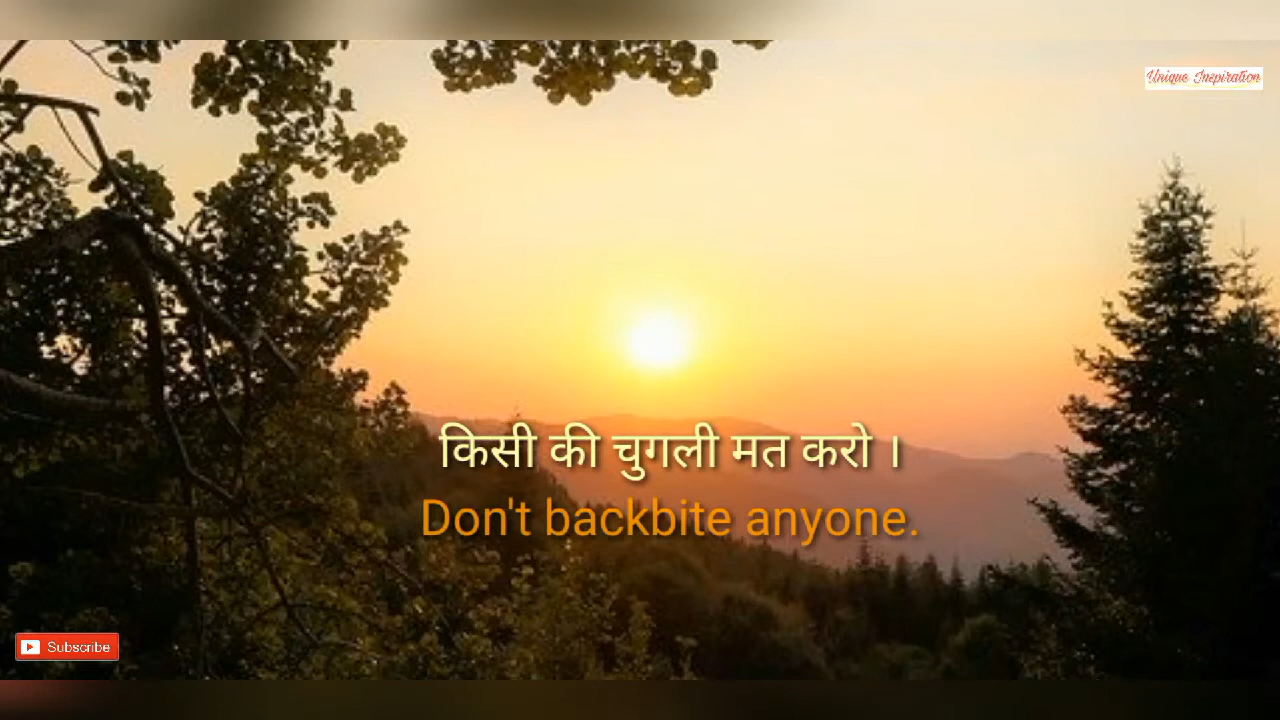 Unique Inspiration
किसी की चुगली मत करो ।
Don't backbite anyone.
Subscribe